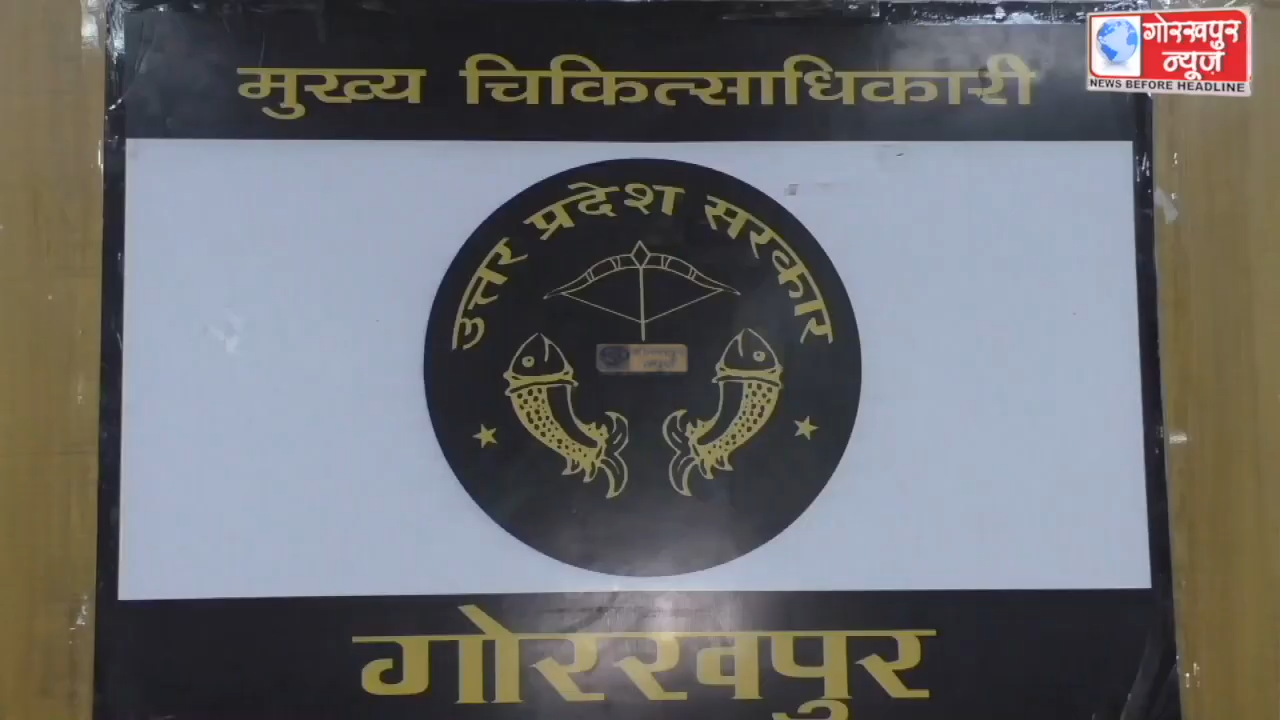 मुख्य चिकित्साधिकारी
गोरखपुर
न्यूज़
NEWS BEFORE HEADLINE
उत्तर प्रदेश सरकार
गोरखपुर